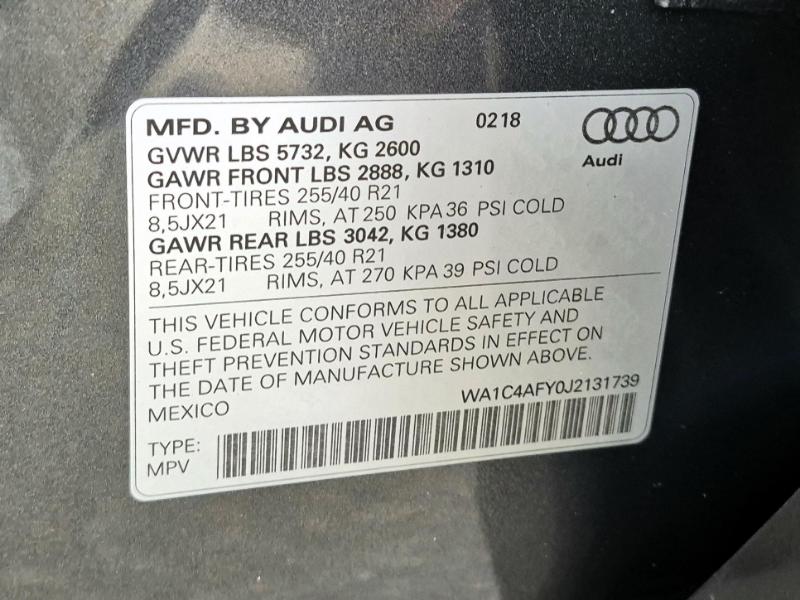 MFD. BY AUDI AG 0218
Audi
GVWR LBS 5732, KG 2600
GAWR FRONT LBS 2888, KG 1310
FRONT-TIRES 255/40 R21
8,5JX21 RIMS, AT 250 KPA 36 PSI COLD
GAWR REAR LBS 3042, KG 1380
REAR-TIRES 255/40 R21
8,5JX21 RIMS, AT 270 KPA 39 PSI COLD
THIS VEHICLE CONFORMS TO ALL APPLICABLE
U.S. FEDERAL MOTOR VEHICLE SAFETY AND
THEFT PREVENTION STANDARDS IN EFFECT ON
THE DATE OF MANUFACTURE SHOWN ABOVE.
MEXICO WA1C4AFY0J2131739
TYPE:
MPV